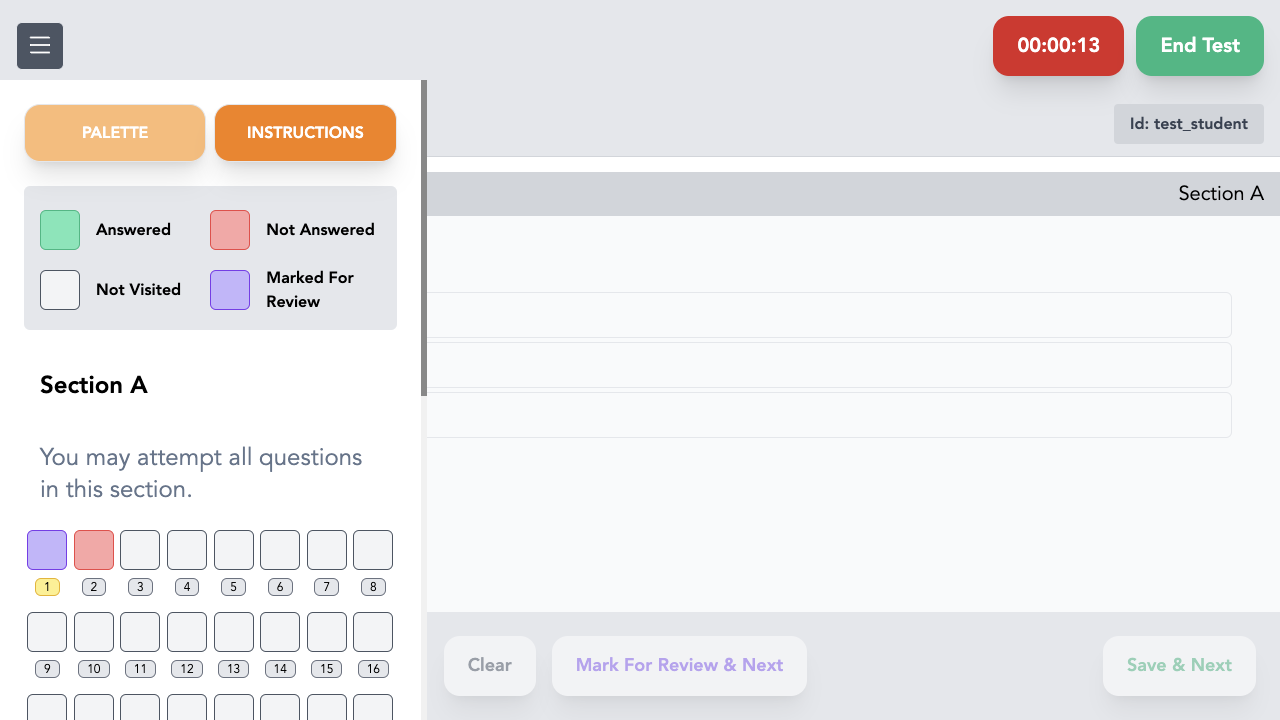 00:00:13
End Test
PALETTE
INSTRUCTIONS
Id: test_student
Section A
Answered
Not Answered
Not Visited
Marked For
Review
Section A
You may attempt all questions
in this section.
1 2 3 4 5 6 7 8
9 10 11 12 13 14 15 16
Clear
Mark For Review & Next
Save & Next